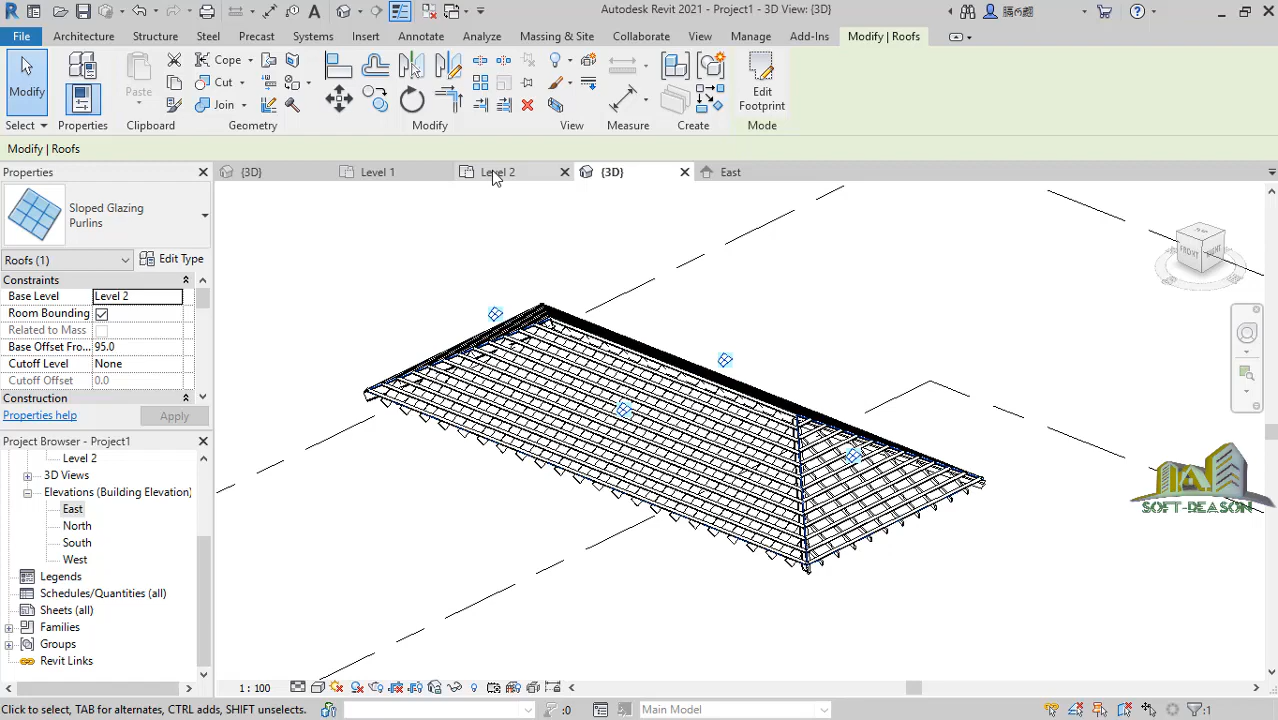 Autodesk Revit 2021 - Project1 - 3D View: {3D}
File Architecture Structure Steel Precast Systems Insert Annotate Analyze Massing & Site Collaborate View Manage Add-Ins Modify | Roofs
Cope
Cut
Join
Modify
Paste
Edit
Footprint
Select Properties Clipboard Geometry Modify View Measure Create Mode
Modify | Roofs
Properties
{3D} Level 1 Level 2 {3D} East
Sloped Glazing
Purlins
Roofs (1) Edit Type
Constraints
Base Level Level 2
Room Bounding
Related to Mass
Base Offset Fro... 95.0
Cutoff Level None
Cutoff Offset 0.0
Construction
Properties help Apply
Project Browser - Project1
Level 2
3D Views
Elevations (Building Elevation)
East
North
South
West
Legends
Schedules/Quantities (all)
Sheets (all)
Families
Groups
Revit Links
FRONT
SOFT-REASON
1 : 100
Click to select, TAB for alternates, CTRL adds, SHIFT unselects. :0 Main Model :1